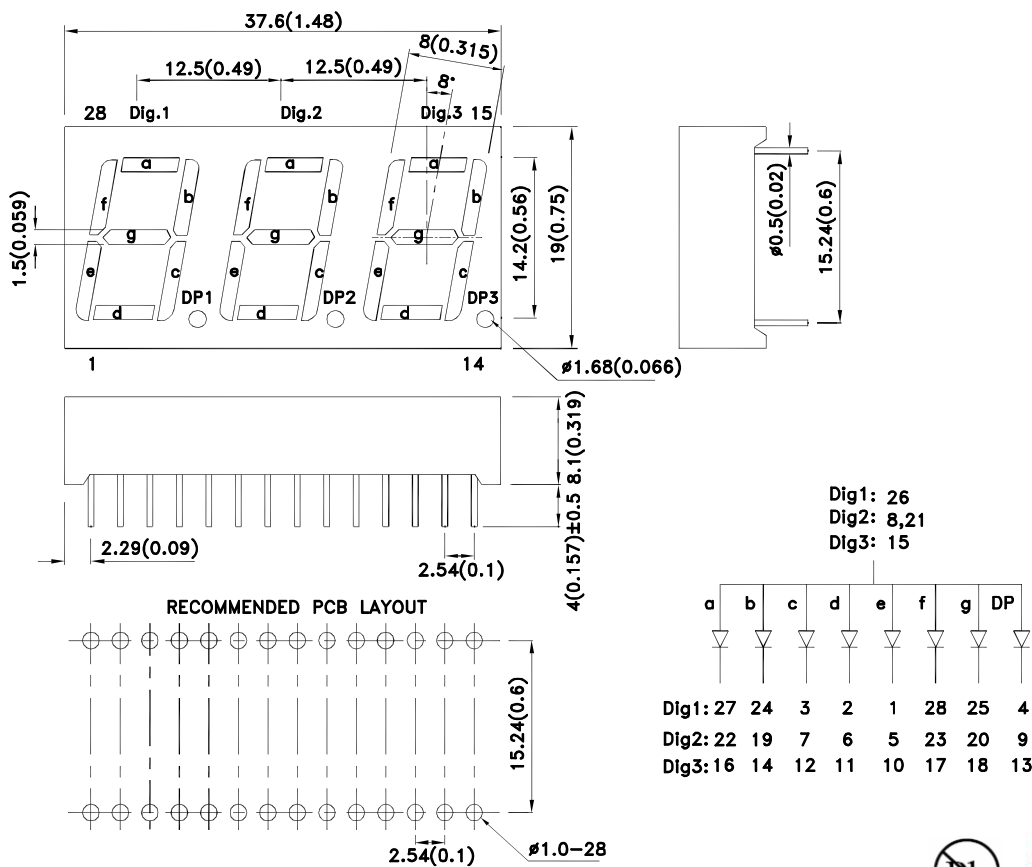 37.6(1.48)
8(0.315)
12.5(0.49) 12.5(0.49)
8°
28 Dig.1 Dig.2 Dig.3 15
a a a
f b f b f b
g g g
e c e c e c
d d d
DP1 DP2 DP3
1.5(0.059)
14.2(0.56)
19(0.75)
ø0.5(0.02)
15.24(0.6)
1 14
ø1.68(0.066)
8.1(0.319)
4(0.157)±0.5
2.29(0.09)
2.54(0.1)
RECOMMENDED PCB LAYOUT
15.24(0.6)
2.54(0.1)
ø1.0-28
Dig1: 26
Dig2: 8,21
Dig3: 15
a b c d e f g DP
Dig1: 27 24 3 2 1 28 25 4
Dig2: 22 19 7 6 5 23 20 9
Dig3: 16 14 12 11 10 17 18 13